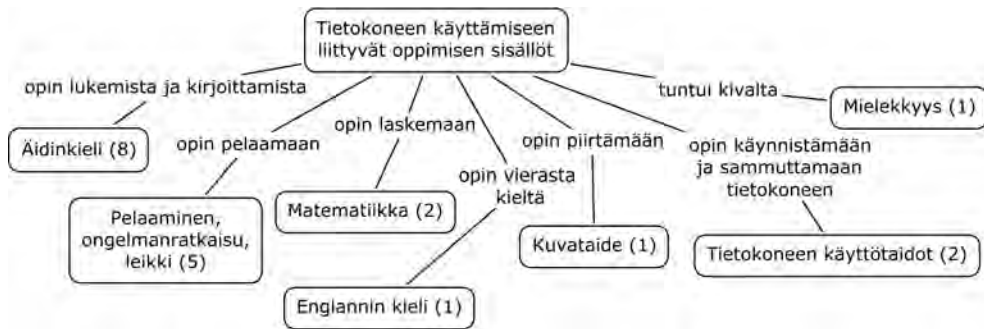 Tietokoneen käyttämiseen
liittyvät oppimisen sisällöt
opin lukemista ja kirjoittamista
tuntui kivalta
Mielekkyys (1)
opin laskemaan
Äidinkieli (8)
opin pelaamaan
opin piirtämään
opin käynnistämään
ja sammuttamaan
tietokoneen
opin vierasta
kieltä
Pelaaminen,
ongelmanratkaisu,
leikki (5)
Matematiikka (2)
Kuvataide (1)
Tietokoneen käyttötaidot (2)
Engiannin kieli (1)